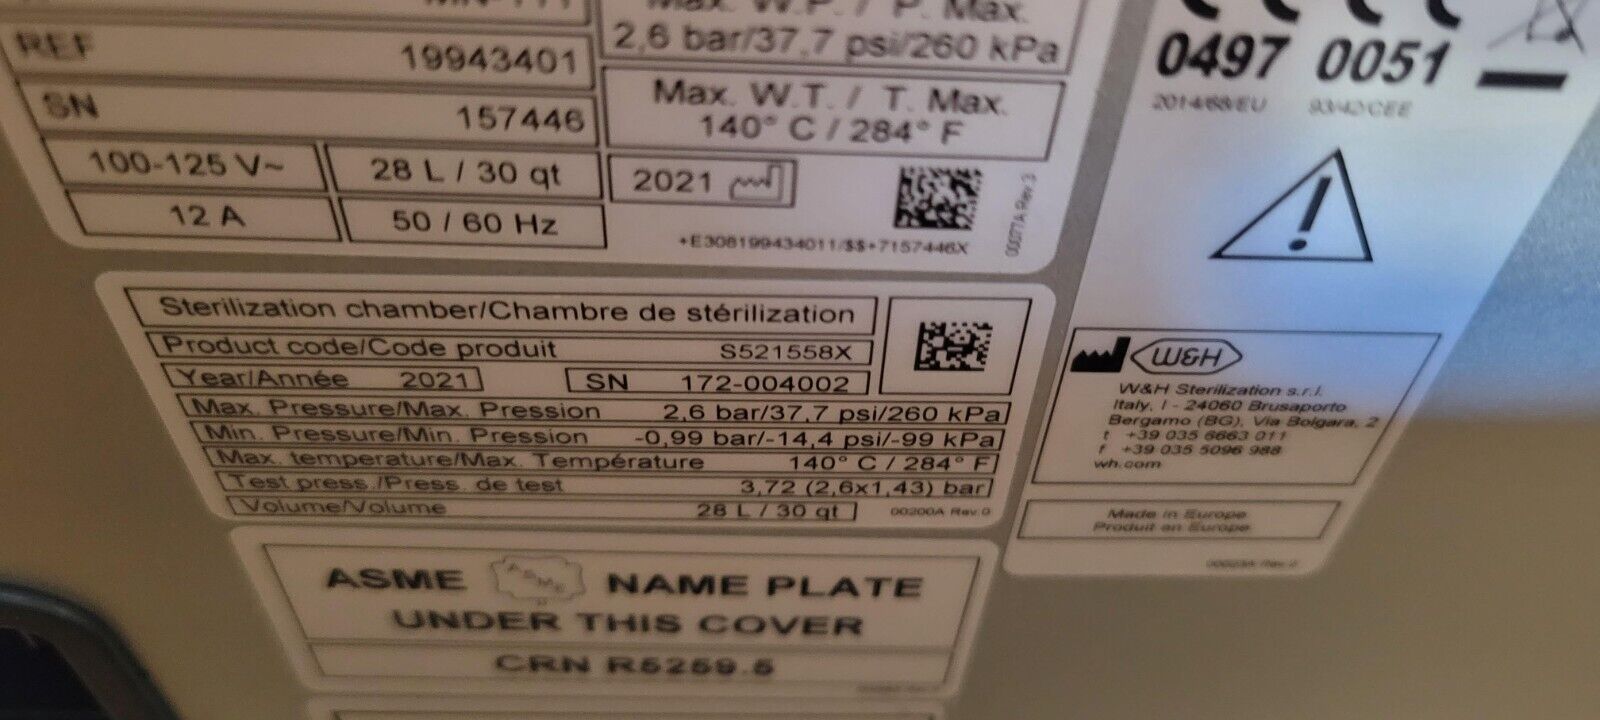 MN-111
REF 19943401
SN 157446
100-125 V~ 28 L / 30 qt
12 A 50 / 60 Hz
Max. W.P. / P. Max.
2,6 bar/37,7 psi/260 kPa
Max. W.T. / T. Max.
140° C / 284° F
2021
+E308199434011/$$+7157446X
00077A Rev.3
0497 0051
2014/68/EU 93/42/CEE
Sterilization chamber/Chambre de stérilization
Product code/Code produit S521558X
Year/Année 2021 SN 172-004002
Max. Pressure/Max. Pression 2,6 bar/37,7 psi/260 kPa
Min. Pressure/Min. Pression -0,99 bar/-14,4 psi/-99 kPa
Max. temperature/Max. Température 140° C / 284° F
Test press./Press. de test 3,72 (2,6x1,43) bar
Volume/Volume 28 L / 30 qt 00200A Rev.0
W&H
W&H Sterilization s.r.l.
Italy, I - 24060 Brusaporto
Bergamo (BG), Via Bolgara, 2
t +39 035 6663 011
f +39 035 5096 988
wh.com
Made in Europe
Produit en Europe
ASME ASME NAME PLATE
UNDER THIS COVER
CRN R5259.5